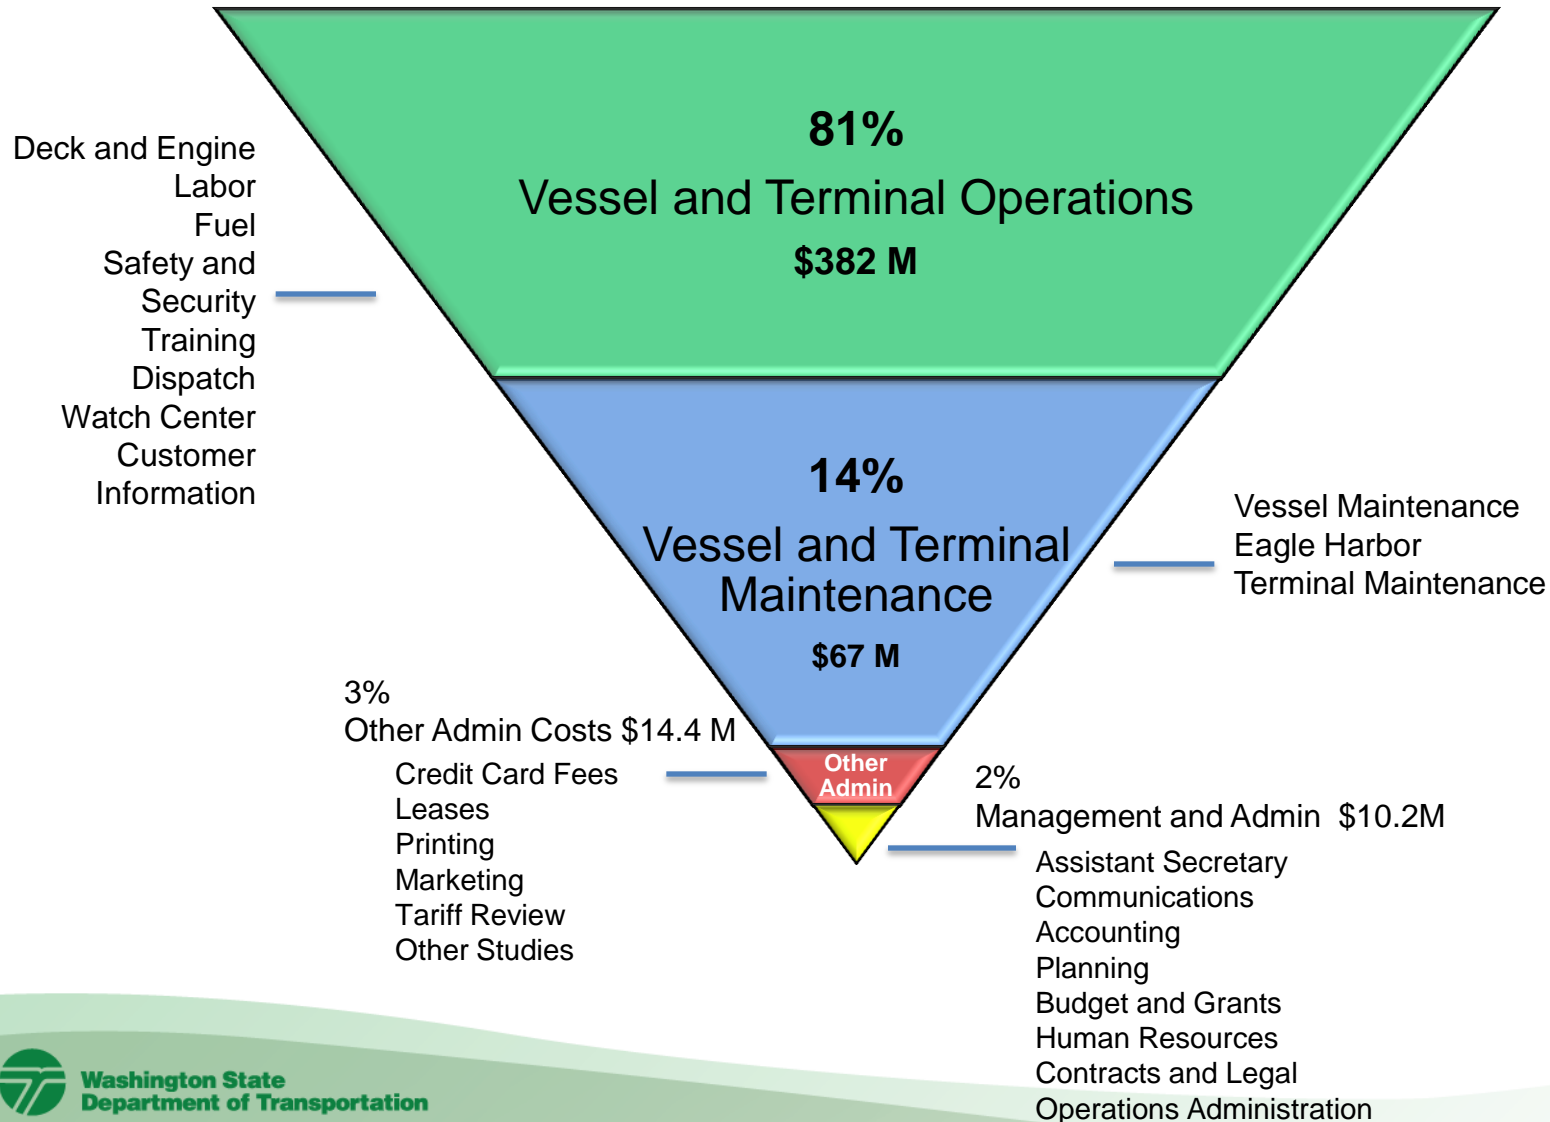 81%
Vessel and Terminal Operations
$382 M
Deck and Engine
Labor
Fuel
Safety and
Security
Training
Dispatch
Watch Center
Customer
Information
14%
Vessel and Terminal
Maintenance
$67 M
Vessel Maintenance
Eagle Harbor
Terminal Maintenance
3%
Other Admin Costs $14.4 M
Credit Card Fees
Leases
Printing
Marketing
Tariff Review
Other Studies
Other
Admin
2%
Management and Admin $10.2M
Assistant Secretary
Communications
Accounting
Planning
Budget and Grants
Human Resources
Contracts and Legal
Operations Administration
Washington State
Department of Transportation